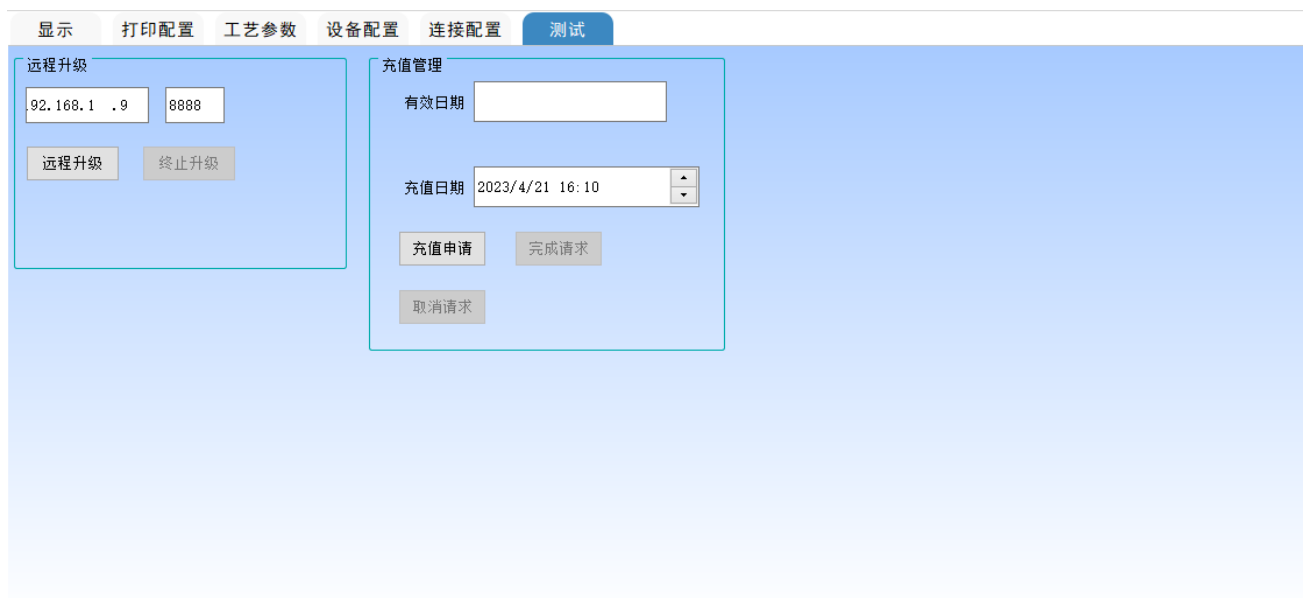 显示 打印配置 工艺参数 设备配置 连接配置 测试
远程升级
.92.168.1 .9 8888
远程升级 终止升级
充值管理
有效日期
充值日期 2023/4/21 16:10
充值申请 完成请求
取消请求